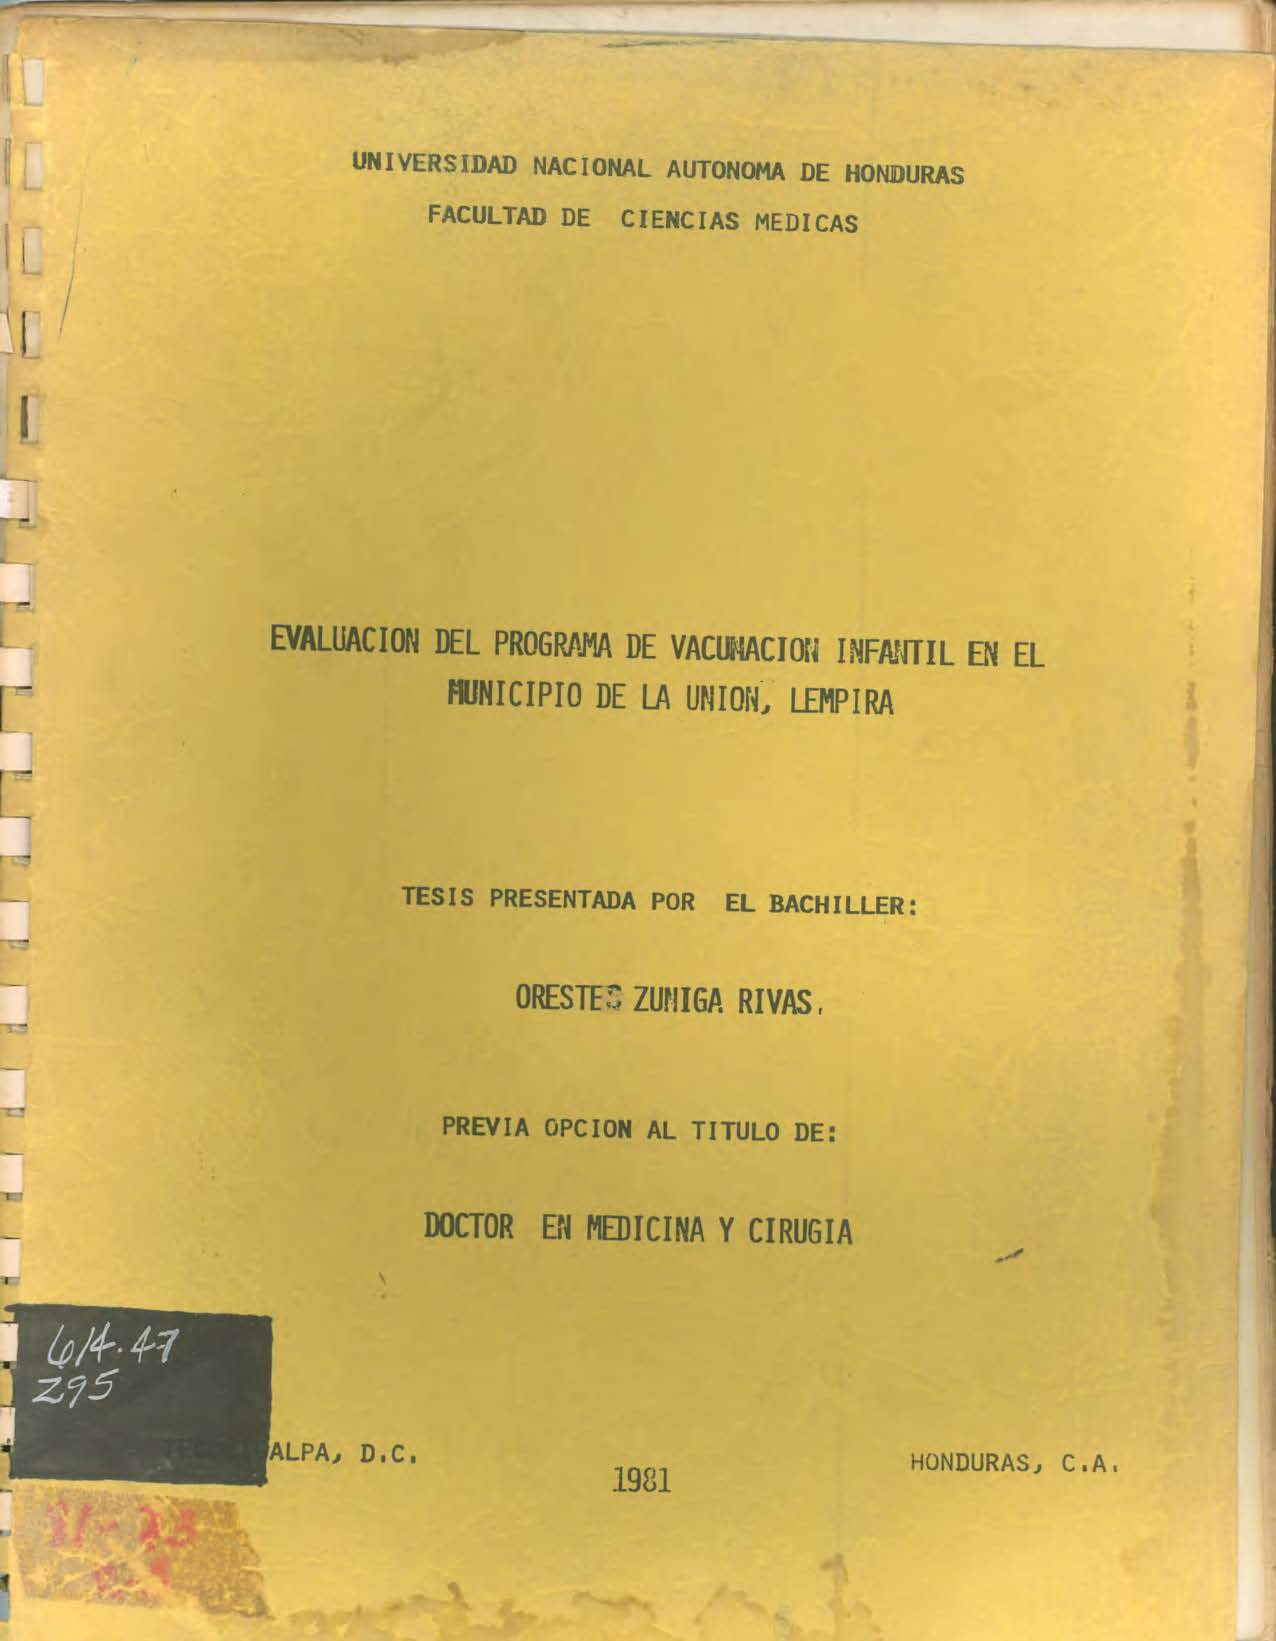 UNIVERSIDAD NACIONAL AUTONOMA DE HONDURAS
FACULTAD DE CIENCIAS MEDICAS
EVALUACION DEL PROGRAMA DE VACUNACION INFANTIL EN EL
MUNICIPIO DE LA UNION, LEMPIRA
TESIS PRESENTADA POR EL BACHILLER:
ORESTES ZUNIGA RIVAS.
PREVIA OPCION AL TITULO DE:
DOCTOR EN MEDICINA Y CIRUGIA
614.47
Z95
ALPA, D.C.
HONDURAS, C.A.
1981